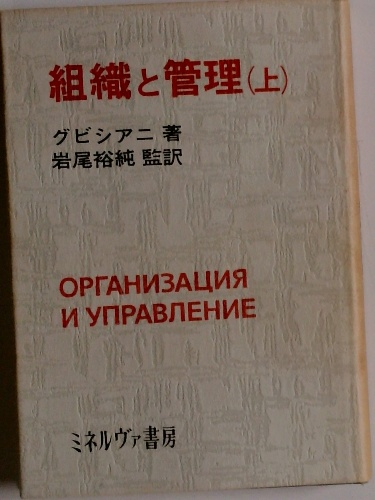 組織と管理(上)
グビシアニ 著
岩尾裕純 監訳
ОРГАНИЗАЦИЯ
И УПРАВЛЕНИЕ
ミネルヴァ書房